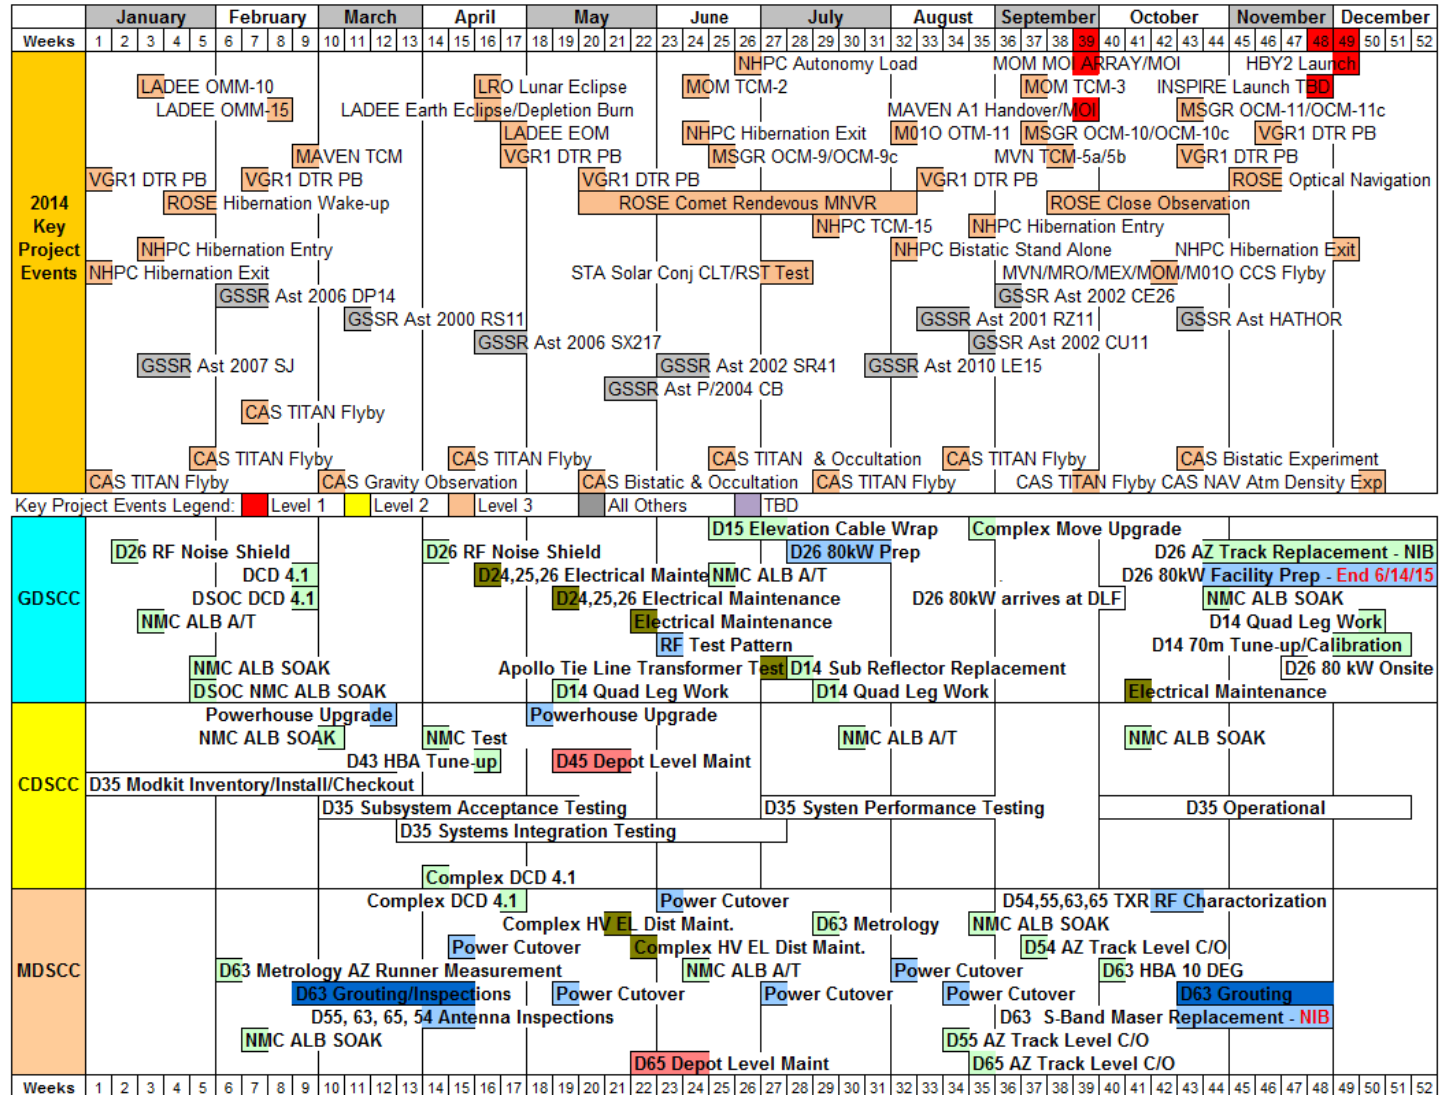 January February March April May June July August September October November December
Weeks 1 2 3 4 5 6 7 8 9 10 11 12 13 14 15 16 17 18 19 20 21 22 23 24 25 26 27 28 29 30 31 32 33 34 35 36 37 38 39 40 41 42 43 44 45 46 47 48 49 50 51 52
2014 Key Project Events
NHPC Autonomy Load MOM MOI ARRAY/MOI HBY2 Launch
LADEE OMM-10 LRO Lunar Eclipse MOM TCM-2 MOM TCM-3 INSPIRE Launch TBD
LADEE OMM-15 LADEE Earth Eclipse/Depletion Burn MAVEN A1 Handover/MOI MSGR OCM-11/OCM-11c
LADEE EOM NHPC Hibernation Exit M01O OTM-11 MSGR OCM-10/OCM-10c VGR1 DTR PB
MAVEN TCM VGR1 DTR PB MSGR OCM-9/OCM-9c MVN TCM-5a/5b VGR1 DTR PB
VGR1 DTR PB VGR1 DTR PB VGR1 DTR PB VGR1 DTR PB ROSE Optical Navigation
ROSE Hibernation Wake-up ROSE Comet Rendevous MNVR ROSE Close Observation
NHPC TCM-15 NHPC Hibernation Entry
NHPC Hibernation Entry NHPC Bistatic Stand Alone NHPC Hibernation Exit
NHPC Hibernation Exit STA Solar Conj CLT/RST Test MVN/MRO/MEX/MOM/M01O CCS Flyby
GSSR Ast 2006 DP14 GSSR Ast 2002 CE26
GSSR Ast 2000 RS11 GSSR Ast 2001 RZ11 GSSR Ast HATHOR
GSSR Ast 2006 SX217 GSSR Ast 2002 CU11
GSSR Ast 2007 SJ GSSR Ast 2002 SR41 GSSR Ast 2010 LE15
GSSR Ast P/2004 CB
CAS TITAN Flyby
CAS TITAN Flyby CAS TITAN Flyby CAS TITAN & Occultation CAS TITAN Flyby CAS Bistatic Experiment
CAS TITAN Flyby CAS Gravity Observation CAS Bistatic & Occultation CAS TITAN Flyby CAS TITAN Flyby CAS NAV Atm Density Exp
Key Project Events Legend: Level 1 Level 2 Level 3 All Others TBD
GDSCC
D15 Elevation Cable Wrap Complex Move Upgrade
D26 RF Noise Shield D26 RF Noise Shield D26 80kW Prep D26 AZ Track Replacement - NIB
DCD 4.1 D24,25,26 Electrical Mainte NMC ALB A/T D26 80kW Facility Prep - End 6/14/15
DSOC DCD 4.1 D24,25,26 Electrical Maintenance D26 80kW arrives at DLF NMC ALB SOAK
NMC ALB A/T Electrical Maintenance D14 Quad Leg Work
RF Test Pattern D14 70m Tune-up/Calibration
NMC ALB SOAK Apollo Tie Line Transformer Test D14 Sub Reflector Replacement D26 80 kW Onsite
DSOC NMC ALB SOAK D14 Quad Leg Work D14 Quad Leg Work Electrical Maintenance
CDSCC
Powerhouse Upgrade Powerhouse Upgrade
NMC ALB SOAK NMC Test NMC ALB A/T NMC ALB SOAK
D43 HBA Tune-up D45 Depot Level Maint
D35 Modkit Inventory/Install/Checkout
D35 Subsystem Acceptance Testing D35 Systen Performance Testing D35 Operational
D35 Systems Integration Testing
Complex DCD 4.1
MDSCC
Complex DCD 4.1 Power Cutover D54,55,63,65 TXR RF Charactorization
Complex HV EL Dist Maint. D63 Metrology NMC ALB SOAK
Power Cutover Complex HV EL Dist Maint. D54 AZ Track Level C/O
D63 Metrology AZ Runner Measurement NMC ALB A/T Power Cutover D63 HBA 10 DEG
D63 Grouting/Inspections Power Cutover Power Cutover Power Cutover D63 Grouting
D55, 63, 65, 54 Antenna Inspections D63 S-Band Maser Replacement - NIB
NMC ALB SOAK D55 AZ Track Level C/O
D65 Depot Level Maint D65 AZ Track Level C/O
Weeks 1 2 3 4 5 6 7 8 9 10 11 12 13 14 15 16 17 18 19 20 21 22 23 24 25 26 27 28 29 30 31 32 33 34 35 36 37 38 39 40 41 42 43 44 45 46 47 48 49 50 51 52